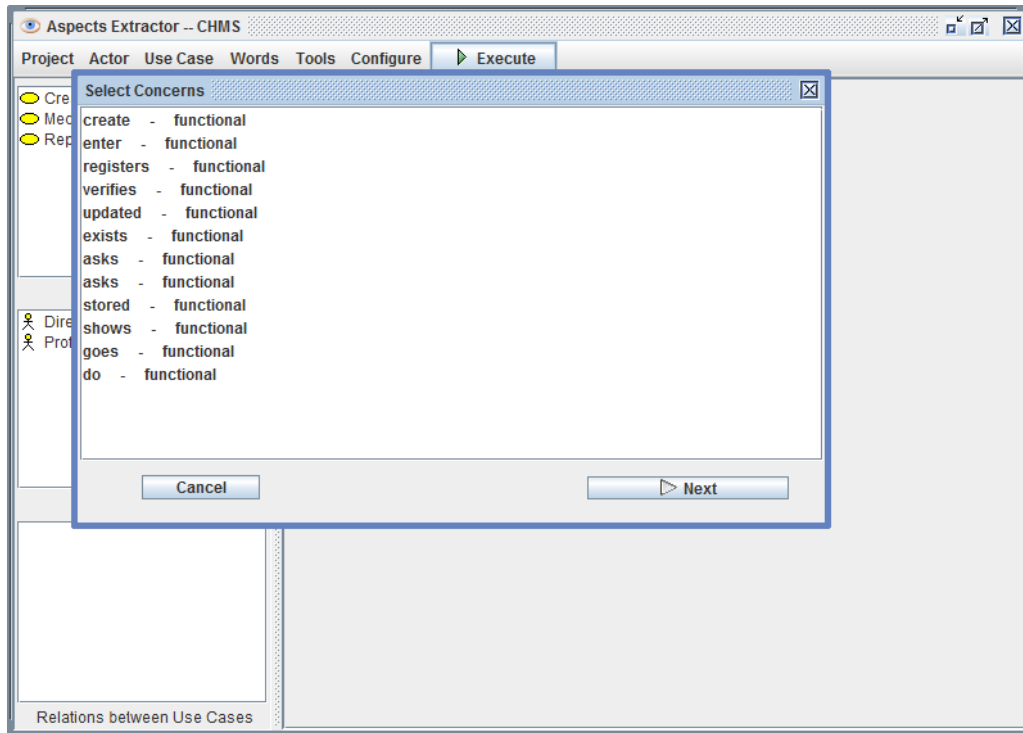 Aspects Extractor -- CHMS
Project Actor Use Case Words Tools Configure Execute
Select Concerns
Cre
Mec
Rep
create - functional
enter - functional
registers - functional
verifies - functional
updated - functional
exists - functional
asks - functional
asks - functional
stored - functional
shows - functional
goes - functional
do - functional
Dire
Prof
Cancel
Next
Relations between Use Cases